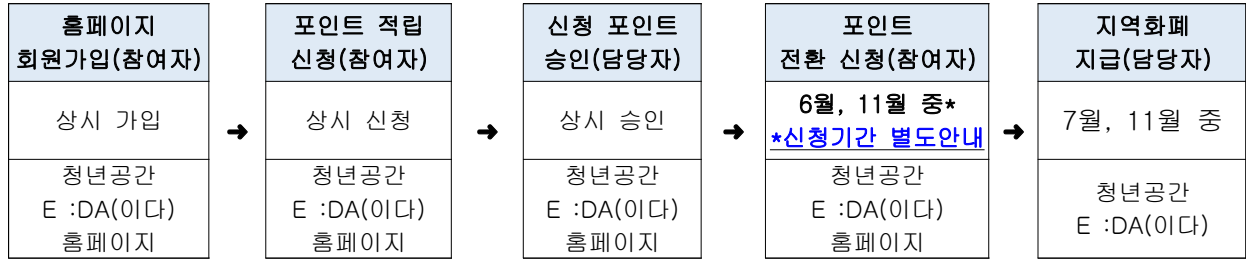 홈페이지
회원가입(참여자)
상시 가입
청년공간
E :DA(이다)
홈페이지
➜
포인트 적립
신청(참여자)
상시 신청
청년공간
E :DA(이다)
홈페이지
➜
신청 포인트
승인(담당자)
상시 승인
청년공간
E :DA(이다)
홈페이지
➜
포인트
전환 신청(참여자)
6월, 11월 중*
*신청기간 별도안내
청년공간
E :DA(이다)
홈페이지
➜
지역화폐
지급(담당자)
7월, 11월 중
청년공간
E :DA(이다)